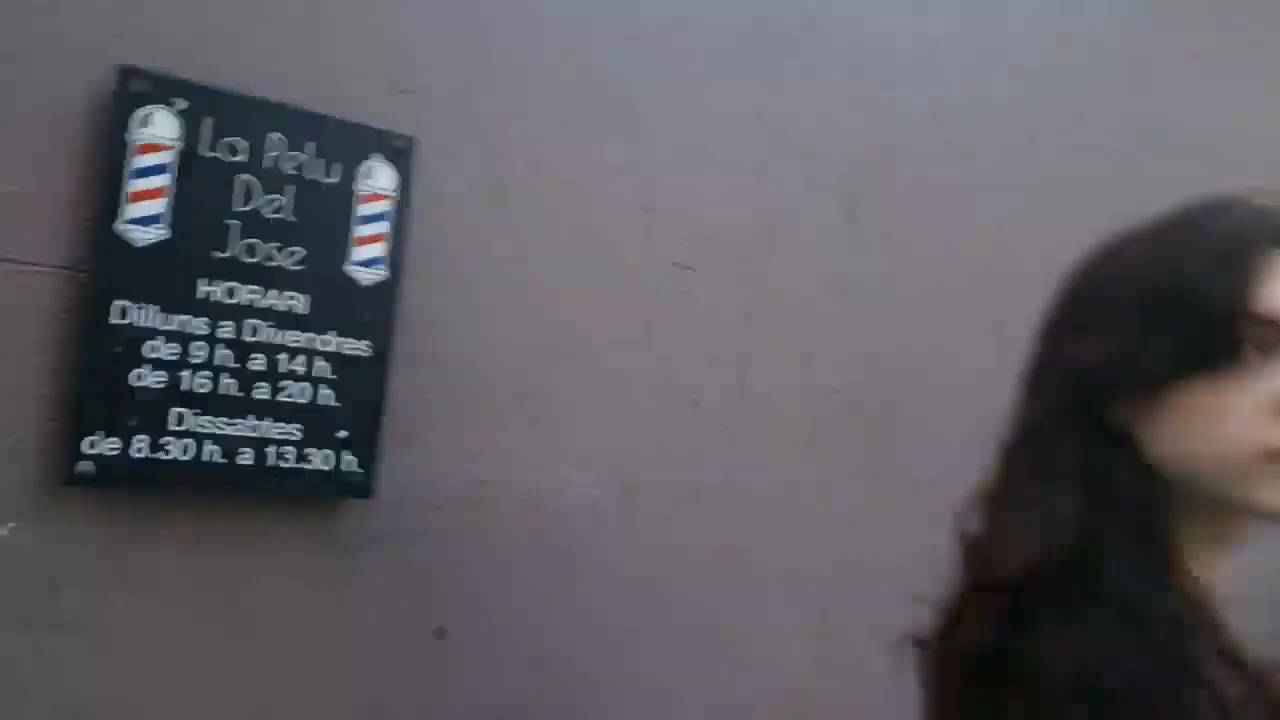 La Pelu
Del
Jose
HORARI
Dilluns a Divendres
de 9 h. a 14 h.
de 16 h. a 20 h.
Dissabtes
de 8.30 h. a 13.30 h.